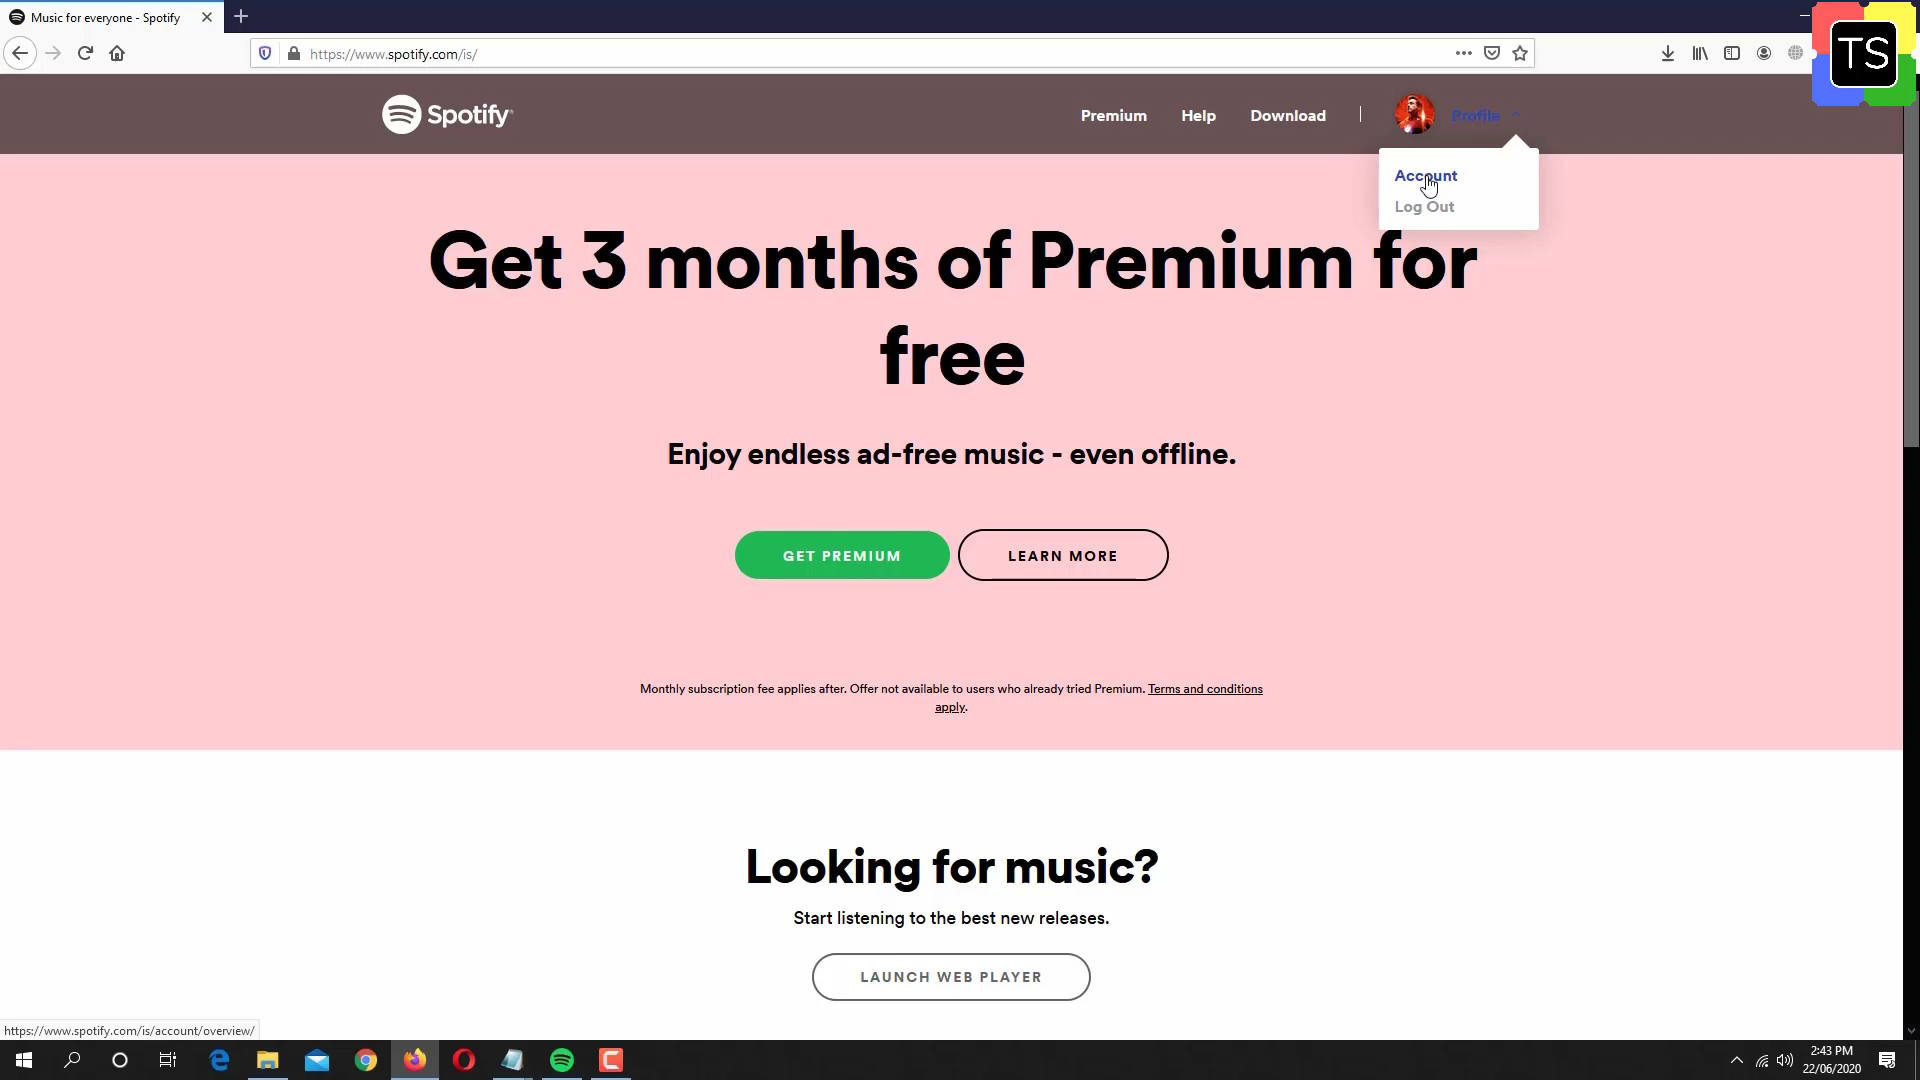 Music for everyone - Spotify
TS
https://www.spotify.com/is/
Spotify
Premium
Help
Download
Profile
Account
Log Out
Get 3 months of Premium for
free
Enjoy endless ad-free music - even offline.
GET PREMIUM
LEARN MORE
Monthly subscription fee applies after. Offer not available to users who already tried Premium. Terms and conditions
apply.
Looking for music?
Start listening to the best new releases.
LAUNCH WEB PLAYER
https://www.spotify.com/is/account/overview/
2:43 PM
22/06/2020